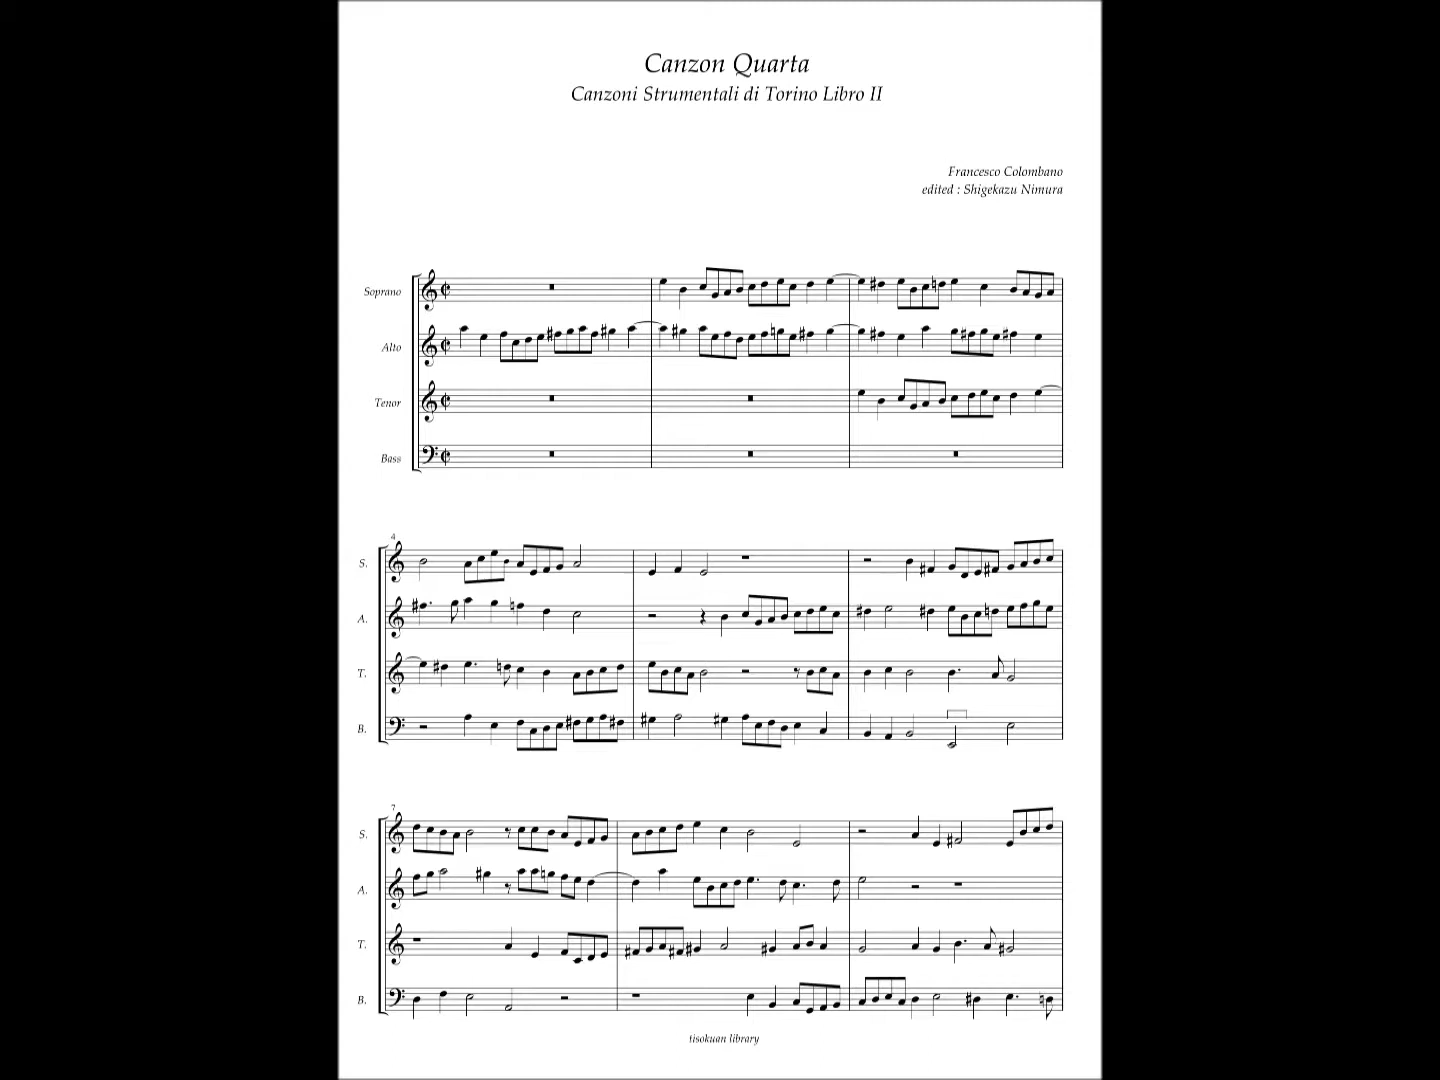 Canzon Quarta
Canzoni Strumentali di Torino Libro II
Francesco Colombano
edited : Shigekazu Nimura
Soprano
Alto
Tenor
Bass
4
S.
A.
T.
B.
7
S.
A.
T.
B.
tisokuan library